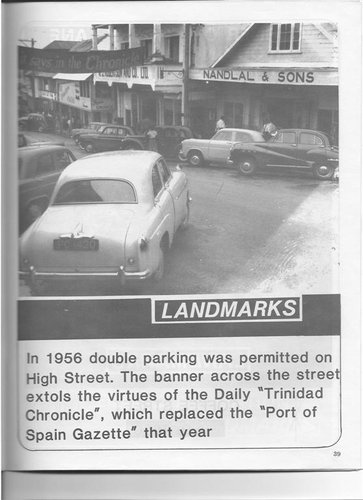 says in the Chronicle
NANDLAL & SONS
LANDMARKS
In 1956 double parking was permitted on
High Street. The banner across the street
extols the virtues of the Daily "Trinidad
Chronicle", which replaced the "Port of
Spain Gazette" that year
39